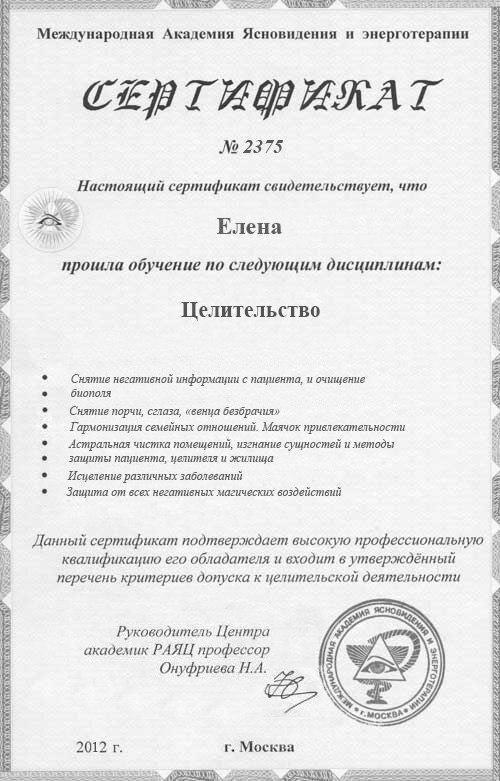 Международная Академия Ясновидения и энерготерапии
СЕРТИФИКАТ
№ 2375
Настоящий сертификат свидетельствует, что
Елена
прошла обучение по следующим дисциплинам:
Целительство
• Снятие негативной информации с пациента, и очищение
• биополя
• Снятие порчи, сглаза, «венца безбрачия»
• Гармонизация семейных отношений. Маячок привлекательности
• Астральная чистка помещений, изгнание сущностей и методы
• защиты пациента, целителя и жилища
• Исцеление различных заболеваний
• Защита от всех негативных магических воздействий
Данный сертификат подтверждает высокую профессиональную
квалификацию его обладателя и входит в утверждённый
перечень критериев допуска к целительской деятельности
Руководитель Центра
академик РАЯЦ профессор
Онуфриева Н.А.
МЕЖДУНАРОДНАЯ АКАДЕМИЯ ЯСНОВИДЕНИЯ И ЭНЕРГОТЕРАПИИ
* г.МОСКВА *
2012 г.
г. Москва